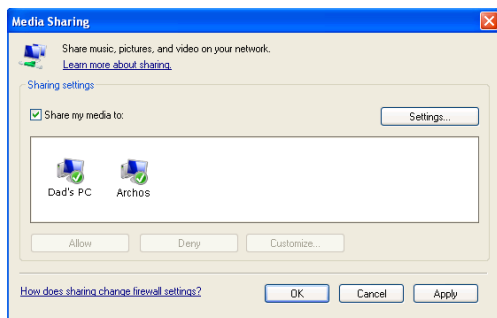 Media Sharing
Share music, pictures, and video on your network.
Learn more about sharing.
Sharing settings
Share my media to:
Settings...
Dad's PC
Archos
Allow
Deny
Customize...
How does sharing change firewall settings?
OK
Cancel
Apply